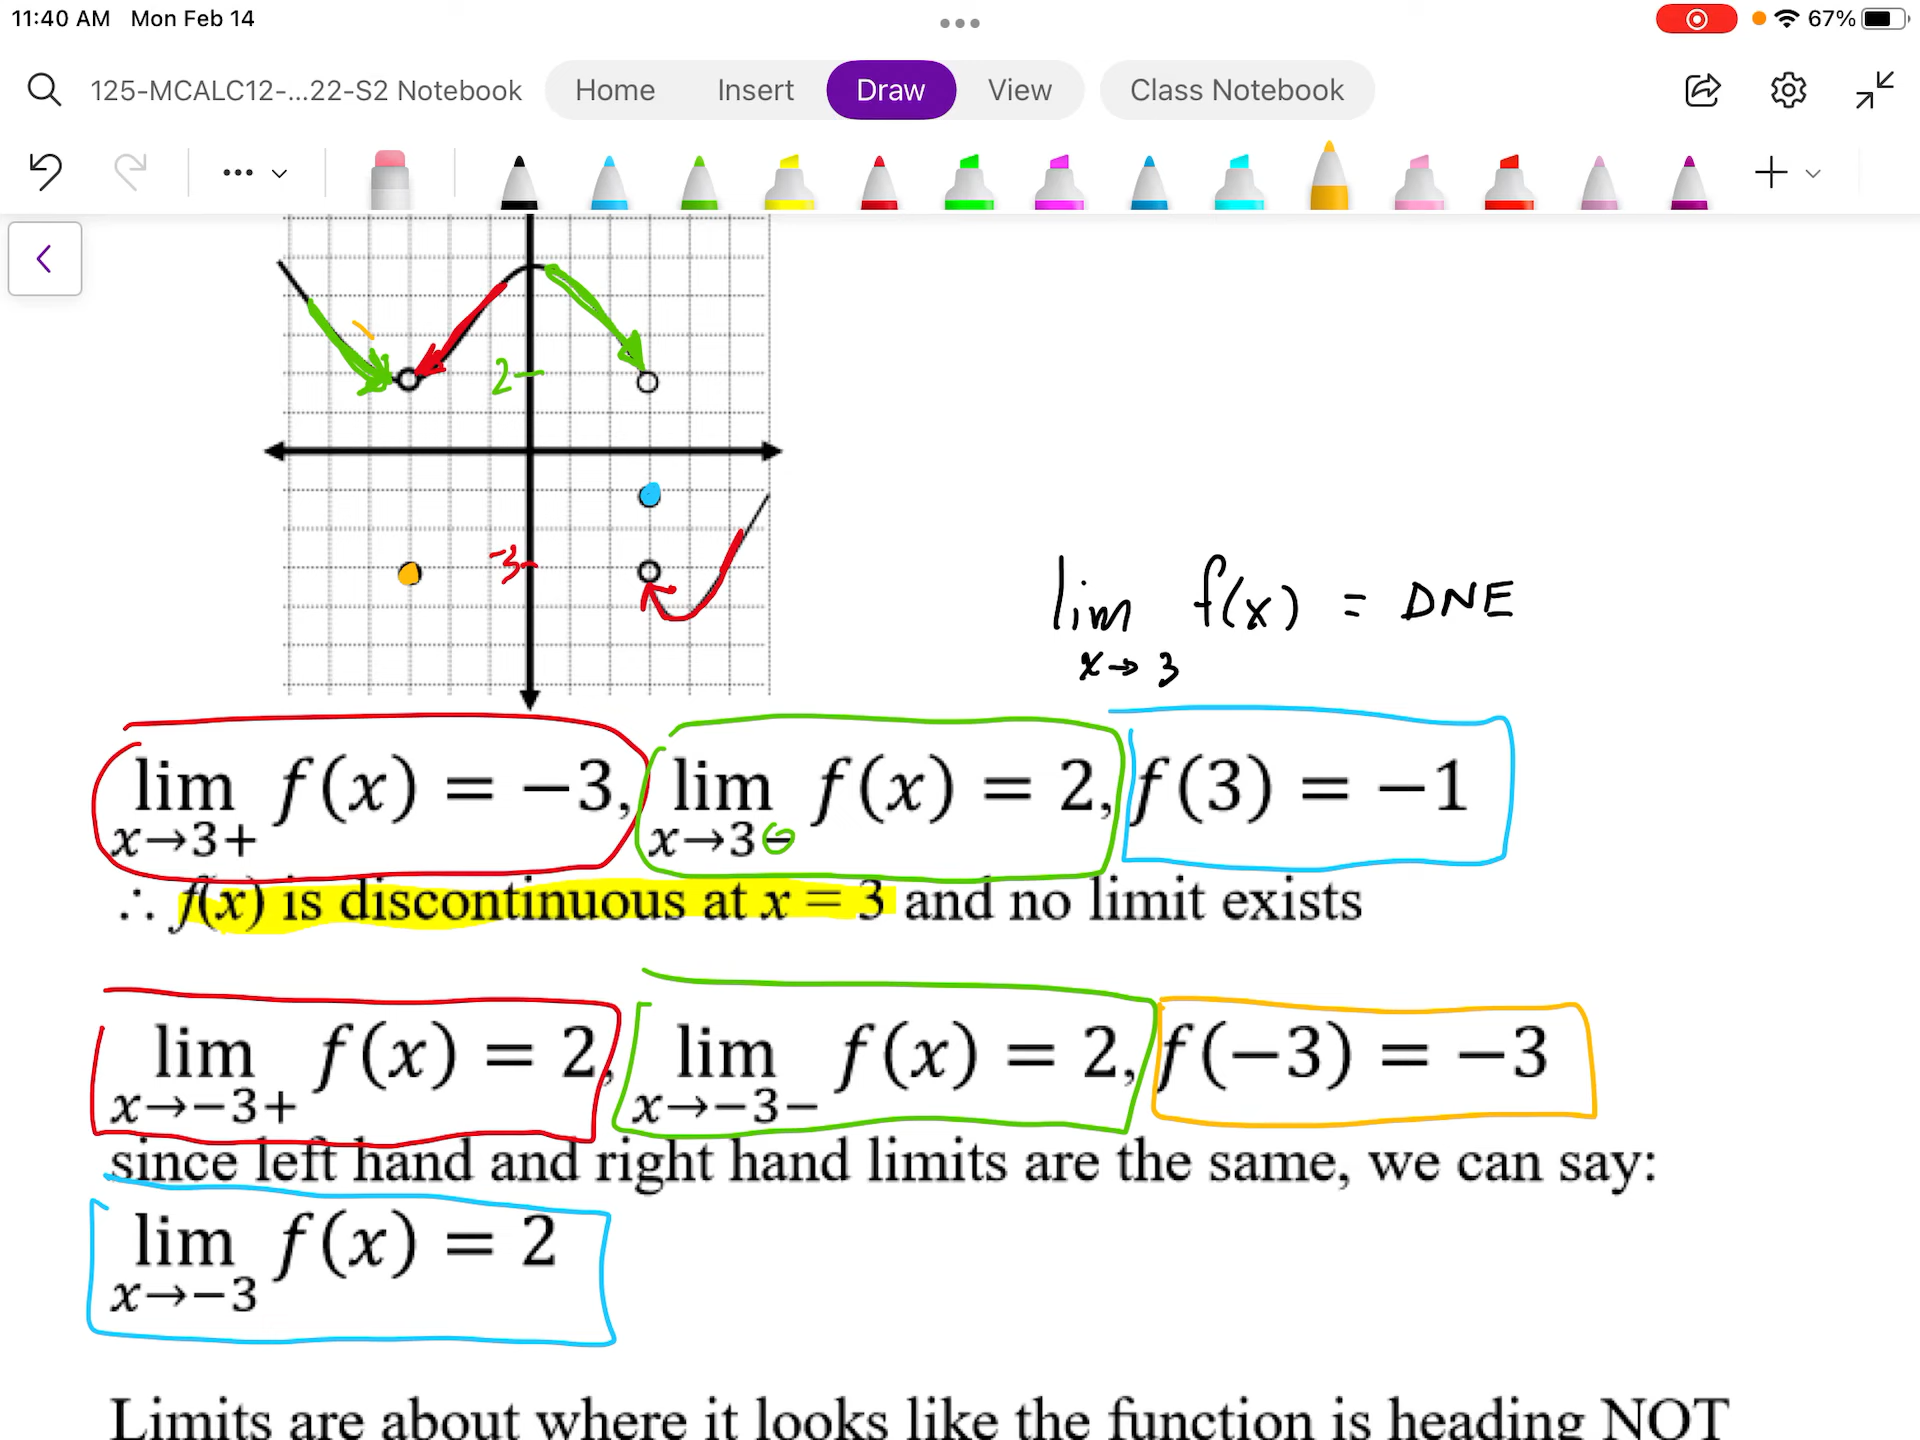 11:40 AM Mon Feb 14
67%
125-MCALC12-...22-S2 Notebook Home Insert Draw View Class Notebook
2
-3
lim f(x) = DNE
x→3
lim f(x) = −3, lim f(x) = 2, f(3) = −1
x→3+ x→3−
∴ f(x) is discontinuous at x = 3 and no limit exists
lim f(x) = 2, lim f(x) = 2, f(−3) = −3
x→−3+ x→−3−
since left hand and right hand limits are the same, we can say:
lim f(x) = 2
x→−3
Limits are about where it looks like the function is heading NOT